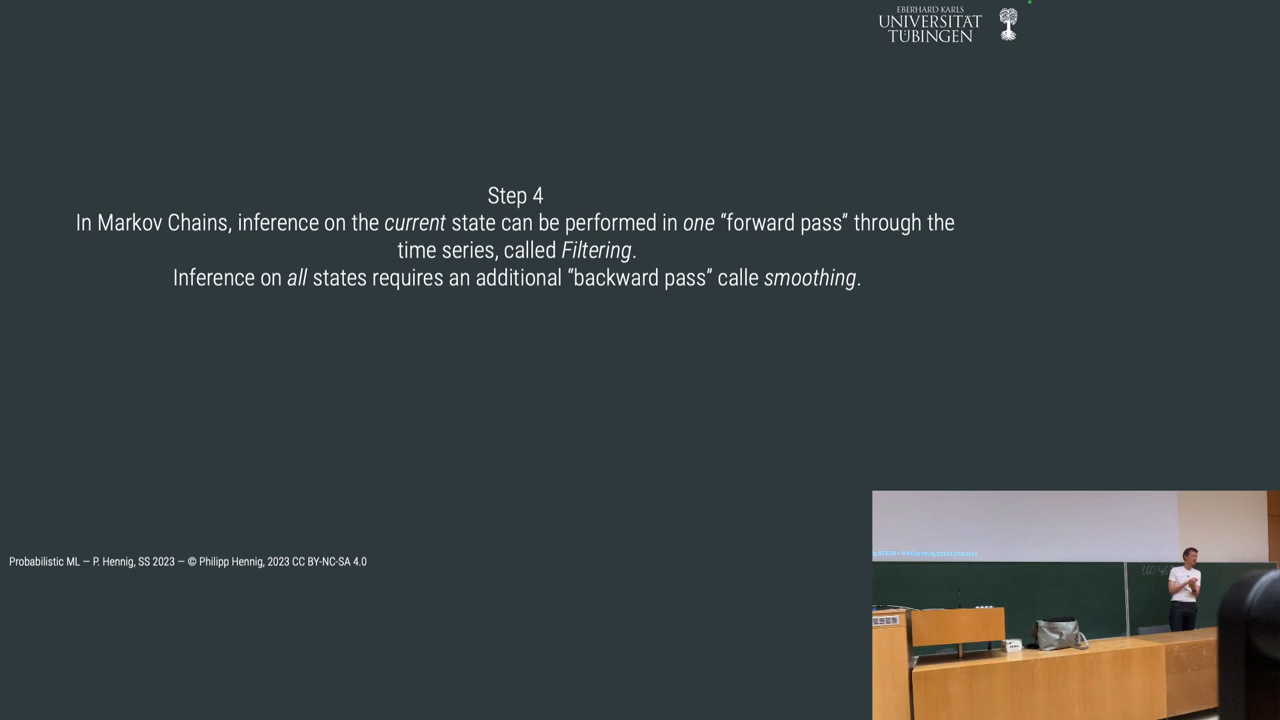 EBERHARD KARLS
UNIVERSITÄT
TÜBINGEN
Step 4
In Markov Chains, inference on the current state can be performed in one “forward pass” through the
time series, called Filtering.
Inference on all states requires an additional “backward pass” calle smoothing.
Probabilistic ML — P. Hennig, SS 2023 — © Philipp Hennig, 2023 CC BY-NC-SA 4.0